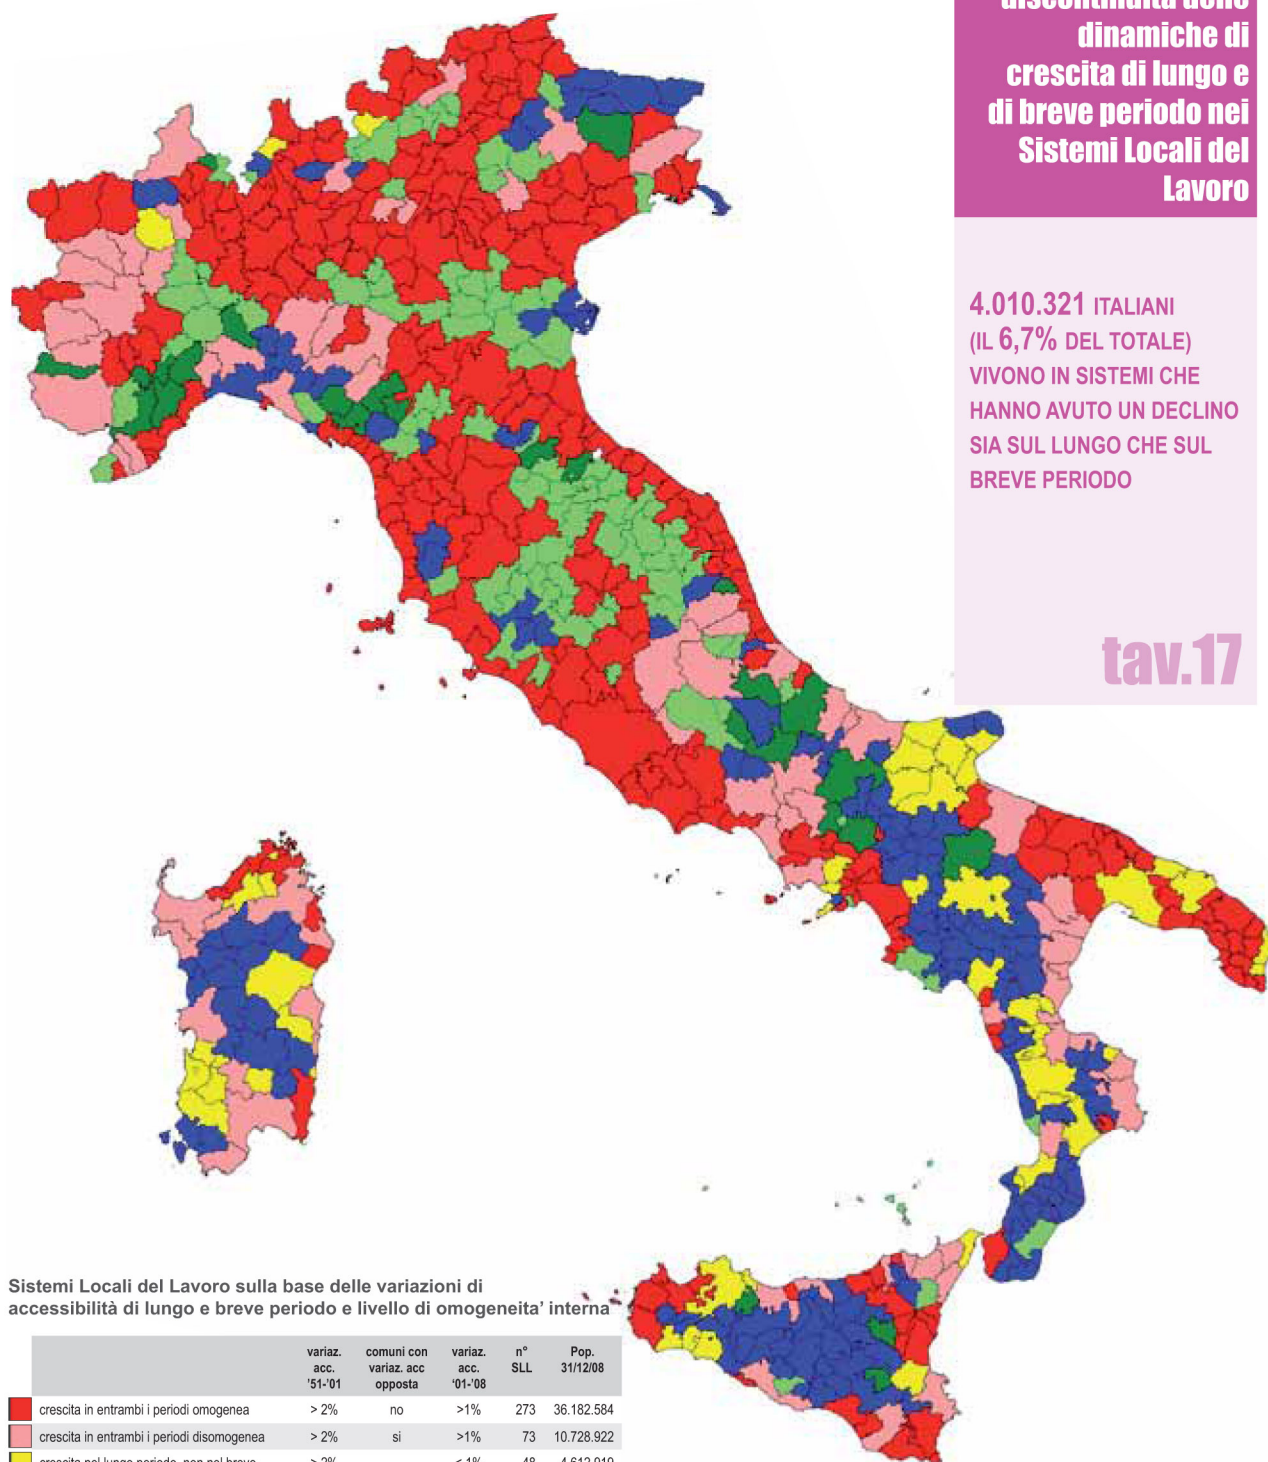 dinamiche di
crescita di lungo e
di breve periodo nei
Sistemi Locali del
Lavoro
4.010.321 ITALIANI
(IL 6,7% DEL TOTALE)
VIVONO IN SISTEMI CHE
HANNO AVUTO UN DECLINO
SIA SUL LUNGO CHE SUL
BREVE PERIODO
tav.17
Sistemi Locali del Lavoro sulla base delle variazioni di
accessibilità di lungo e breve periodo e livello di omogeneita' interna
variaz. acc. '51-'01 comuni con variaz. acc opposta variaz. acc. '01-'08 n° SLL Pop. 31/12/08
crescita in entrambi i periodi omogenea > 2% no >1% 273 36.182.584
crescita in entrambi i periodi disomogenea > 2% si >1% 73 10.728.922